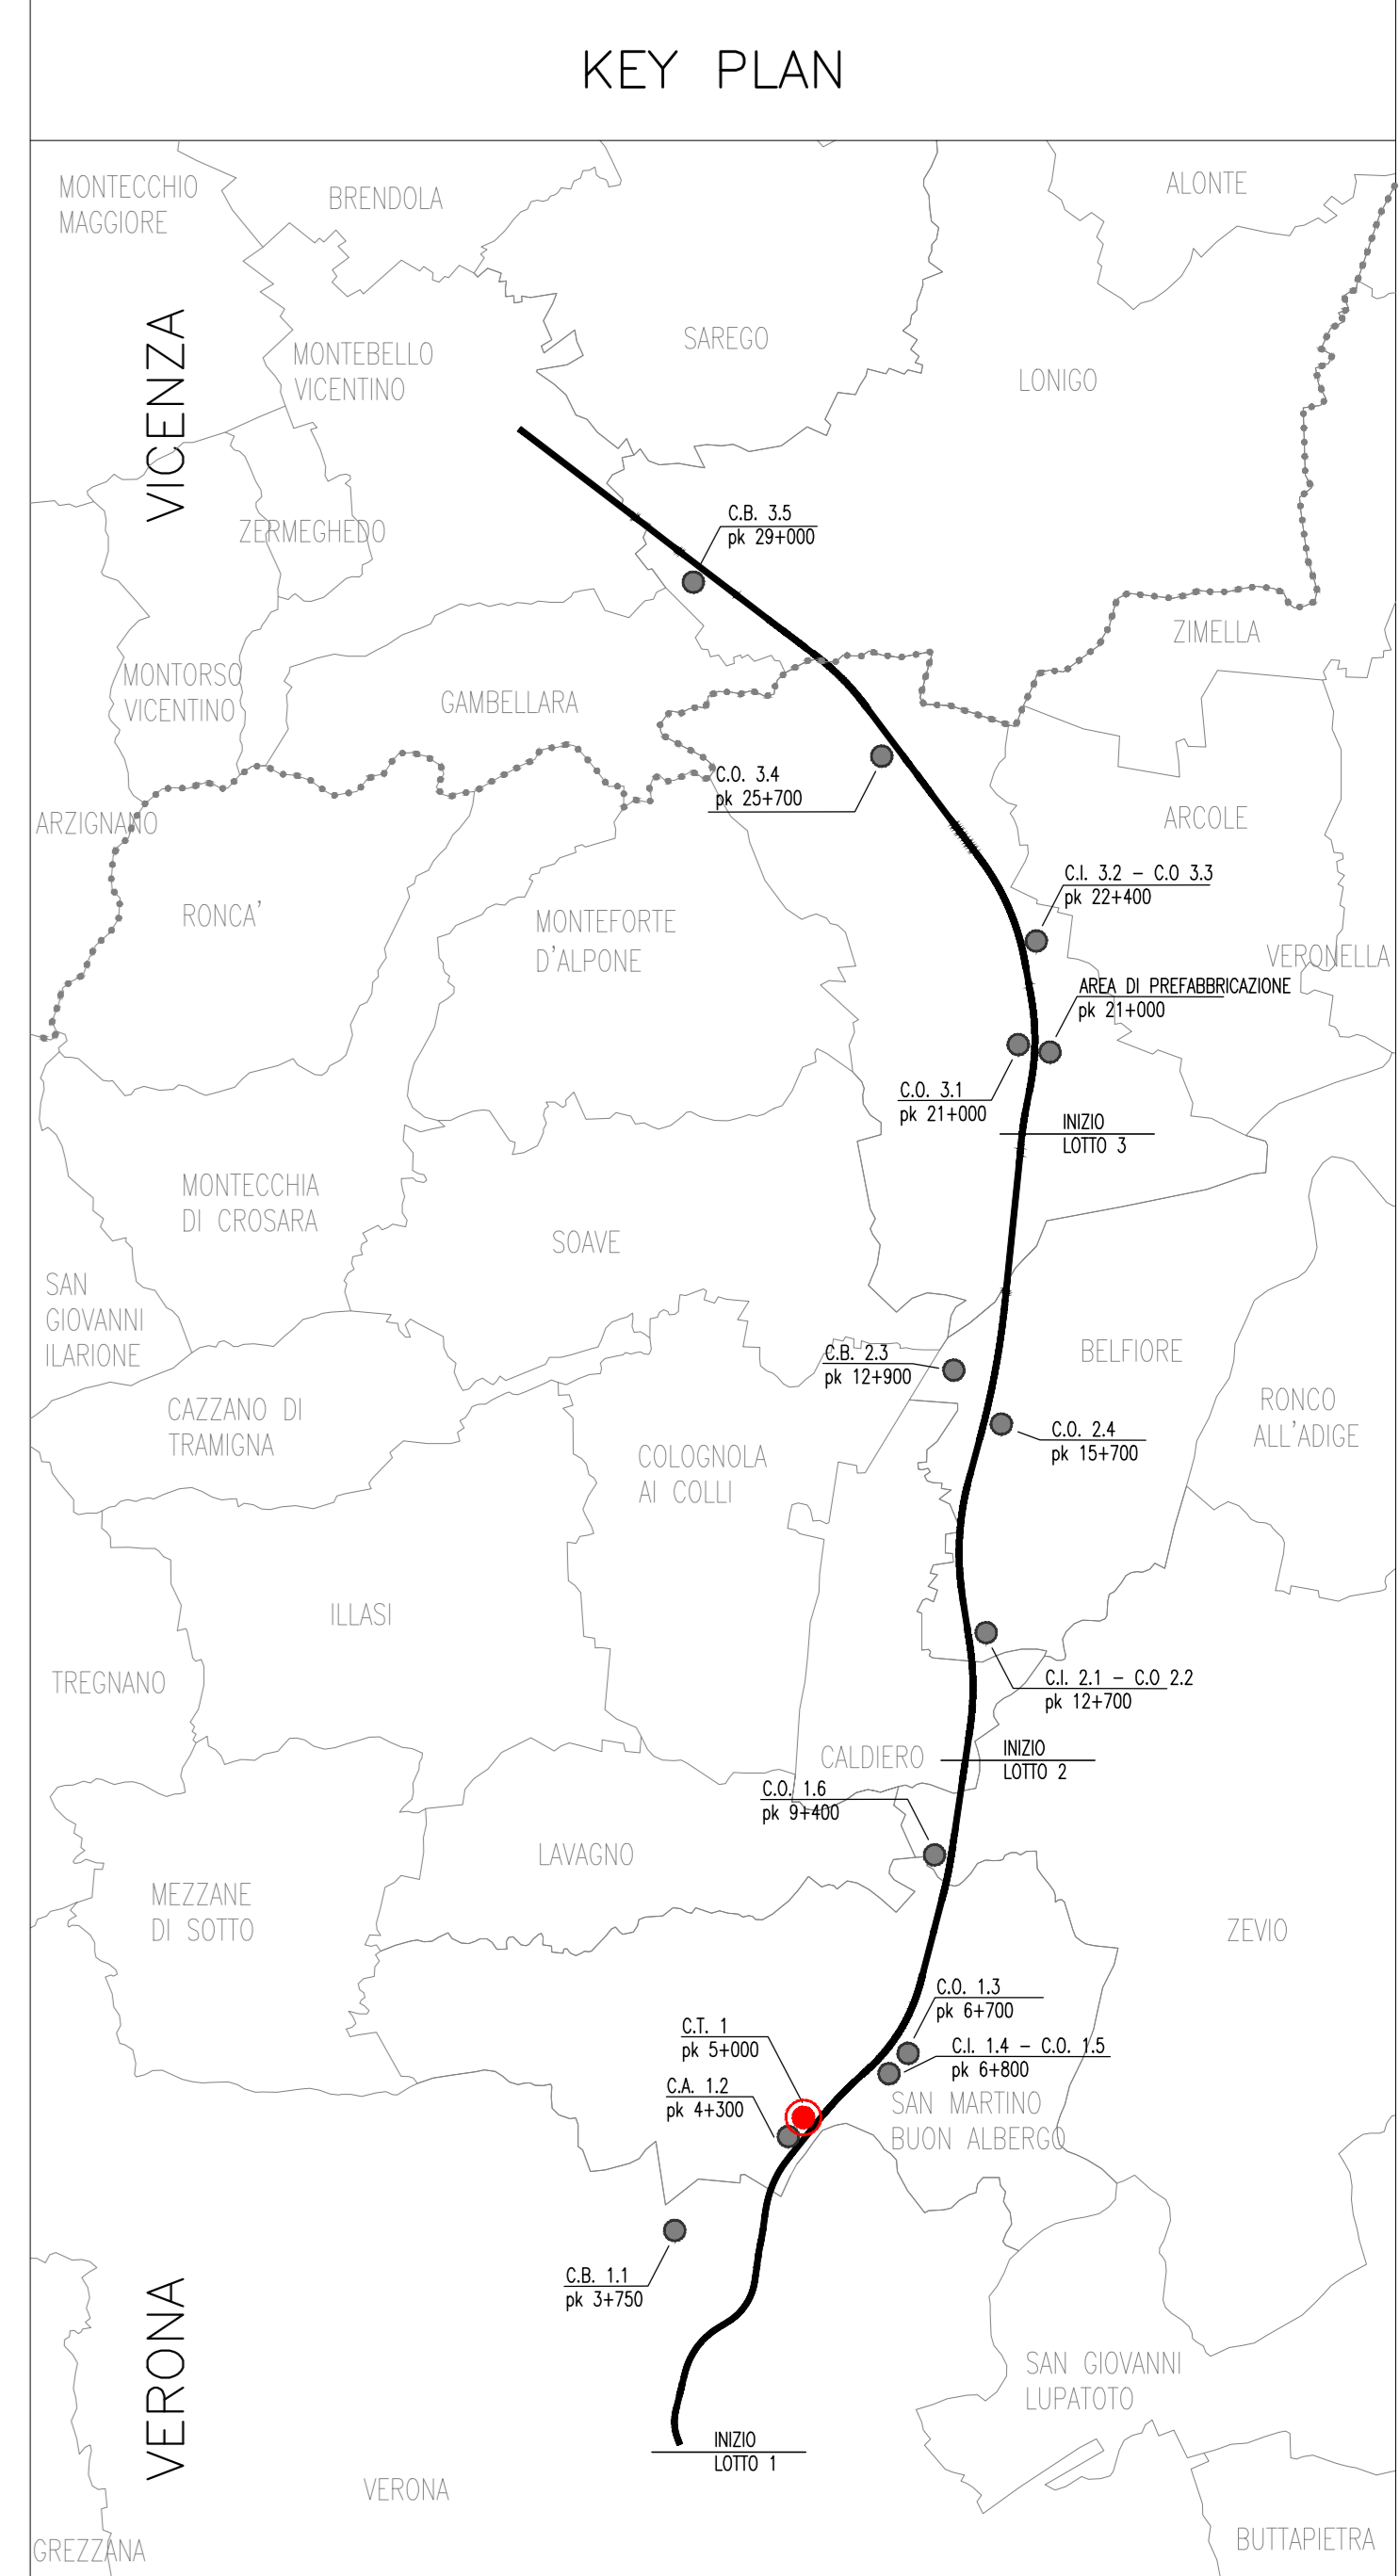 KEY PLAN
MONTECCHIO
MAGGIORE
BRENDOLA
ALONTE
VICENZA
MONTEBELLO
VICENTINO
SAREGO
LONIGO
C.B. 3.5
pk 29+000
ZERMEGHEDO
ZIMELLA
MONTORSO
VICENTINO
GAMBELLARA
C.O. 3.4
pk 25+700
ARZIGNANO
ARCOLE
C.I. 3.2 – C.O 3.3
pk 22+400
RONCA'
MONTEFORTE
D'ALPONE
VERONELLA
AREA DI PREFABBRICAZIONE
pk 21+000
C.O. 3.1
pk 21+000
INIZIO
LOTTO 3
MONTECCHIA
DI CROSARA
SOAVE
SAN
GIOVANNI
ILARIONE
C.B. 2.3
pk 12+900
BELFIORE
CAZZANO DI
TRAMIGNA
RONCO
ALL'ADIGE
C.O. 2.4
pk 15+700
COLOGNOLA
AI COLLI
ILLASI
TREGNANO
C.I. 2.1 – C.O 2.2
pk 12+700
CALDIERO
INIZIO
LOTTO 2
C.O. 1.6
pk 9+400
LAVAGNO
MEZZANE
DI SOTTO
ZEVIO
C.O. 1.3
pk 6+700
C.T. 1
pk 5+000
C.I. 1.4 – C.O. 1.5
pk 6+800
C.A. 1.2
pk 4+300
SAN MARTINO
BUON ALBERGO
C.B. 1.1
pk 3+750
VERONA
SAN GIOVANNI
LUPATOTO
INIZIO
LOTTO 1
VERONA
GREZZANA
BUTTAPIETRA